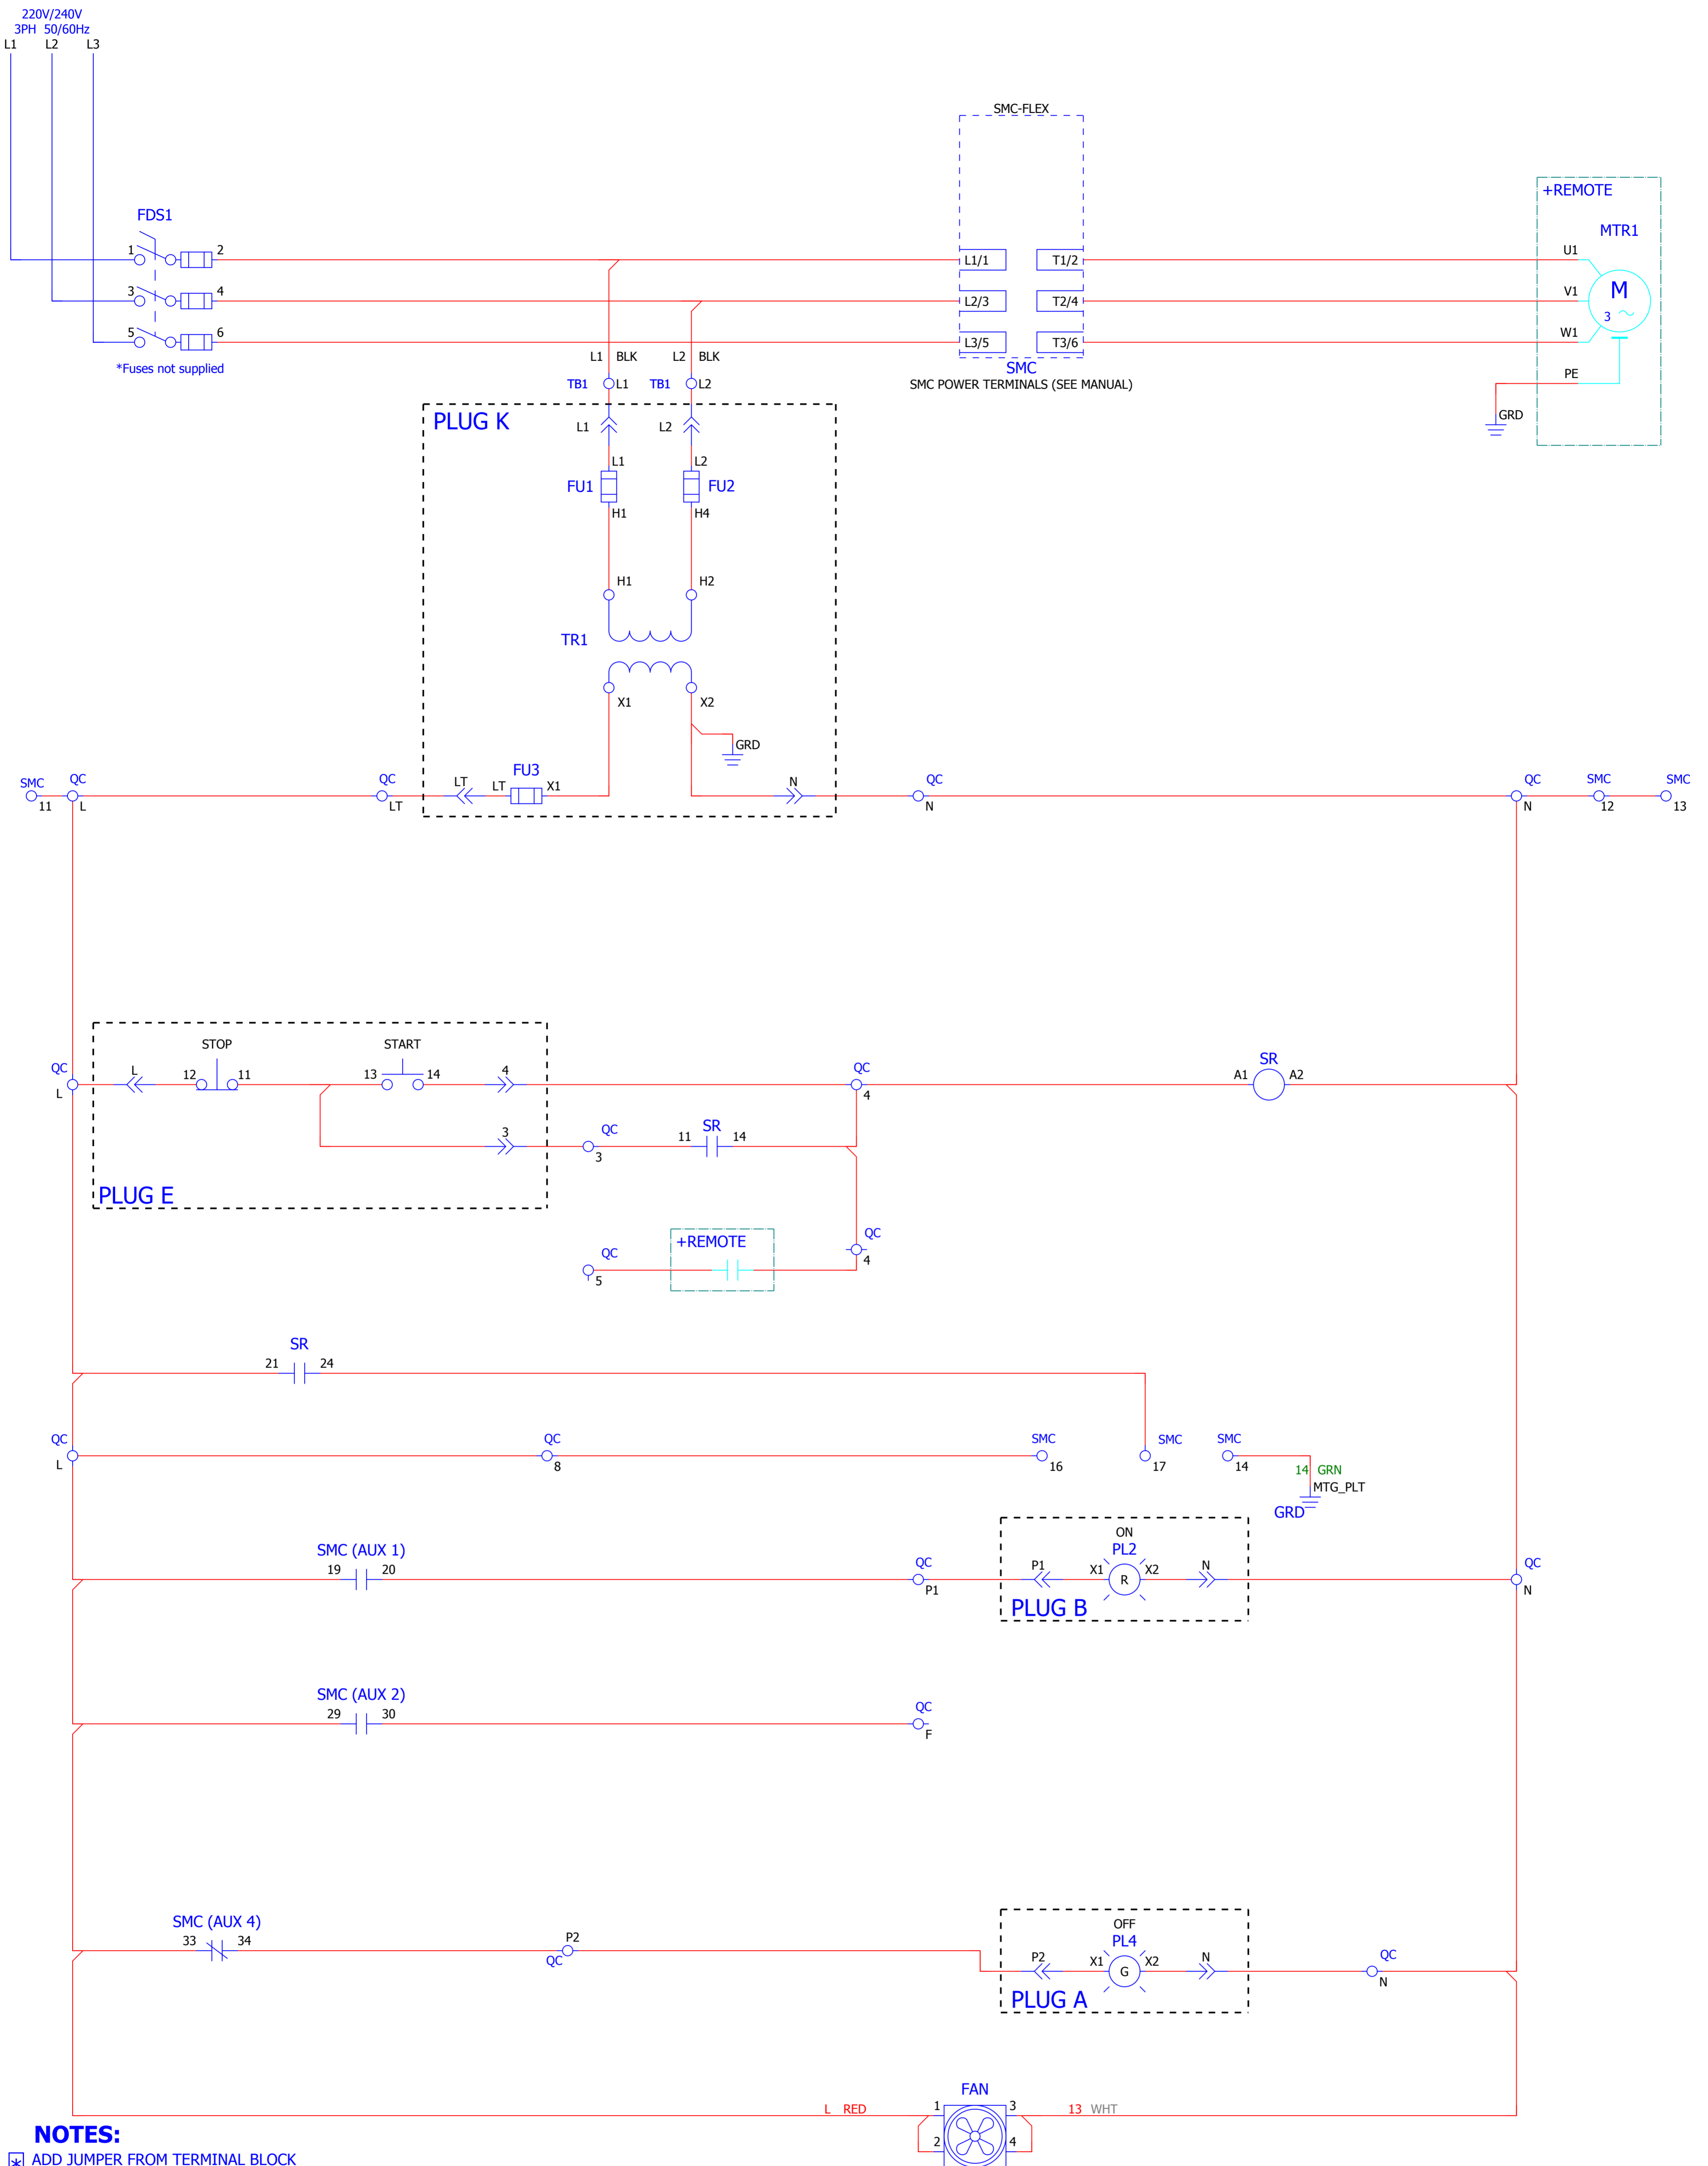 220V/240V
3PH 50/60Hz
L1 L2 L3
SMC-FLEX
+REMOTE
FDS1
MTR1
1 2 L1/1 T1/2 U1
3 4 L2/3 T2/4 V1 M
3
5 6 L3/5 T3/6 W1
*Fuses not supplied
L1 BLK L2 BLK
SMC
SMC POWER TERMINALS (SEE MANUAL)
PE
GRD
TB1 L1 TB1 L2
PLUG K
L1 L2
L1 L2
FU1 FU2
H1 H4
H1 H2
TR1
X1 X2
GRD
SMC QC QC LT LT FU3 X1 N QC QC SMC SMC
11 L LT N N 12 13
STOP START
QC L 12 11 13 14 4 QC SR
L 4 A1 A2
3 QC 11 SR 14
3
PLUG E
+REMOTE
QC QC
5 4
SR
21 24
QC QC SMC SMC SMC
L 8 16 17 14
14 GRN
MTG_PLT
GRD
ON
SMC (AUX 1)
19 20 QC P1 PL2 N QC
P1 X1 R X2 N
PLUG B
SMC (AUX 2)
29 30 QC
F
OFF
SMC (AUX 4)
33 34 P2
QC
P2 PL4 N QC
X1 G X2 N
PLUG A
FAN
L RED 1 3 13 WHT
2 4
NOTES:
* ADD JUMPER FROM TERMINAL BLOCK